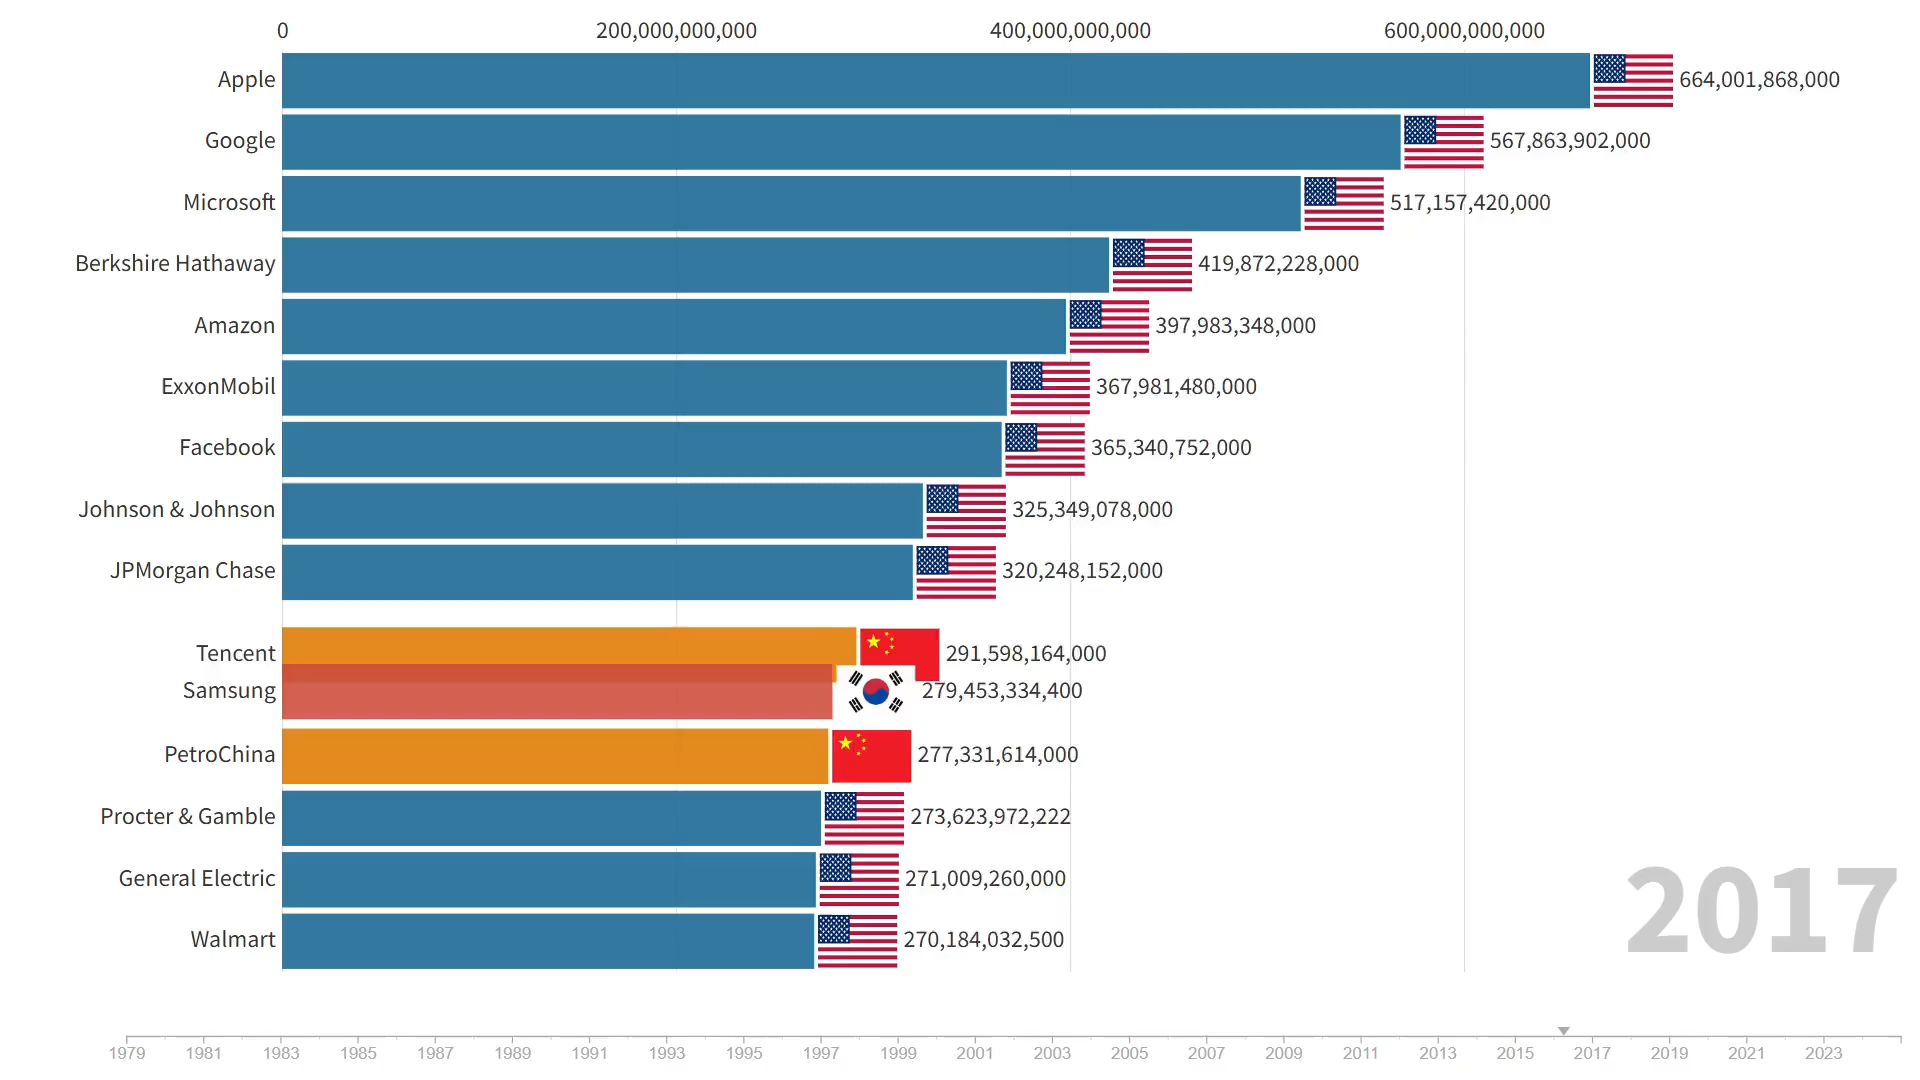 0 200,000,000,000 400,000,000,000 600,000,000,000
Apple 664,001,868,000
Google 567,863,902,000
Microsoft 517,157,420,000
Berkshire Hathaway 419,872,228,000
Amazon 397,983,348,000
ExxonMobil 367,981,480,000
Facebook 365,340,752,000
Johnson & Johnson 325,349,078,000
JPMorgan Chase 320,248,152,000
Tencent 291,598,164,000
Samsung 279,453,334,400
PetroChina 277,331,614,000
Procter & Gamble 273,623,972,222
General Electric 271,009,260,000
Walmart 270,184,032,500
2017
1979 1981 1983 1985 1987 1989 1991 1993 1995 1997 1999 2001 2003 2005 2007 2009 2011 2013 2015 2017 2019 2021 2023